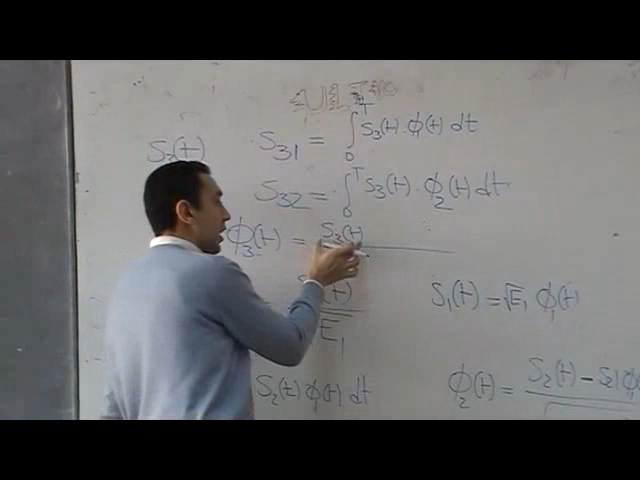 S₃(t)
S₃₁ = ∫₀ᵀ S₃(t) · ϕ₁(t) dt
S₃₂ = ∫₀ᵀ S₃(t) · ϕ₂(t) dt
ϕ₃(t) = S₃(t)
(t)
√E₁
S₁(t) = √E₁ ϕ₁(t)
S₂(t) ϕ₁(t) dt
ϕ₂(t) = S₂(t) − S₂₁ ϕ₁